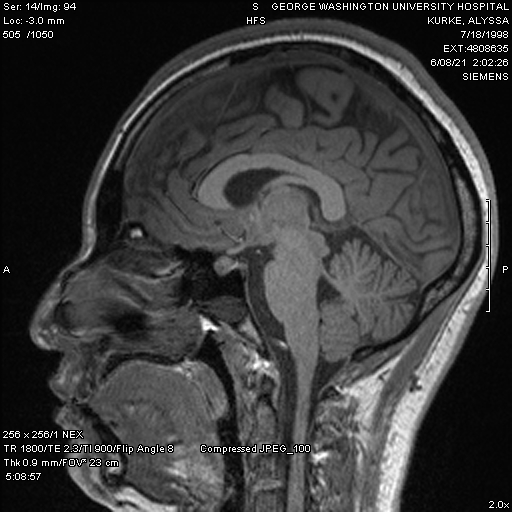 Ser: 14/Img: 94
Loc: -3.0 mm
505 /1050
S GEORGE WASHINGTON UNIVERSITY HOSPITAL
HFS KURKE, ALYSSA
7/18/1998
EXT:4808635
6/08/21 2:02:26
SIEMENS
A
P
256 x 256/1 NEX
TR 1800/TE 2.3/TI 900/Flip Angle 8 Compressed JPEG_100
Thk 0.9 mm/FOV* 23 cm
5:08:57
2.0x